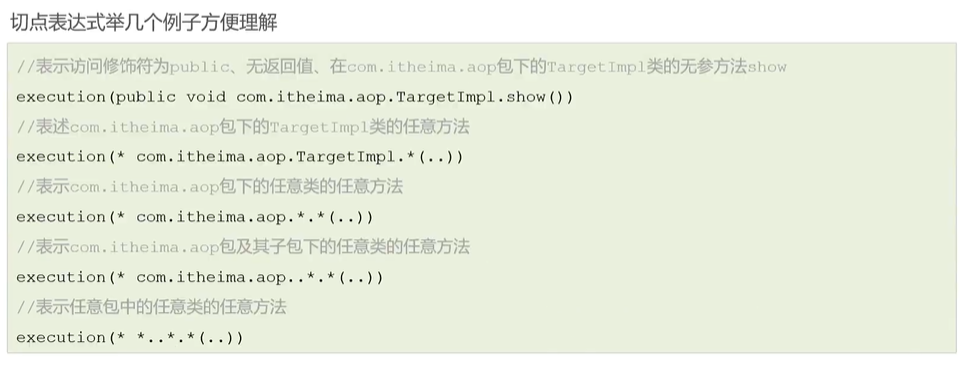 切点表达式举几个例子方便理解
//表示访问修饰符为public、无返回值、在com.itheima.aop包下的TargetImpl类的无参方法show
execution(public void com.itheima.aop.TargetImpl.show())
//表述com.itheima.aop包下的TargetImpl类的任意方法
execution(* com.itheima.aop.TargetImpl.*(..))
//表示com.itheima.aop包下的任意类的任意方法
execution(* com.itheima.aop.*.*(..))
//表示com.itheima.aop包及其子包下的任意类的任意方法
execution(* com.itheima.aop..*.*(..))
//表示任意包中的任意类的任意方法
execution(* *..*.*(..))